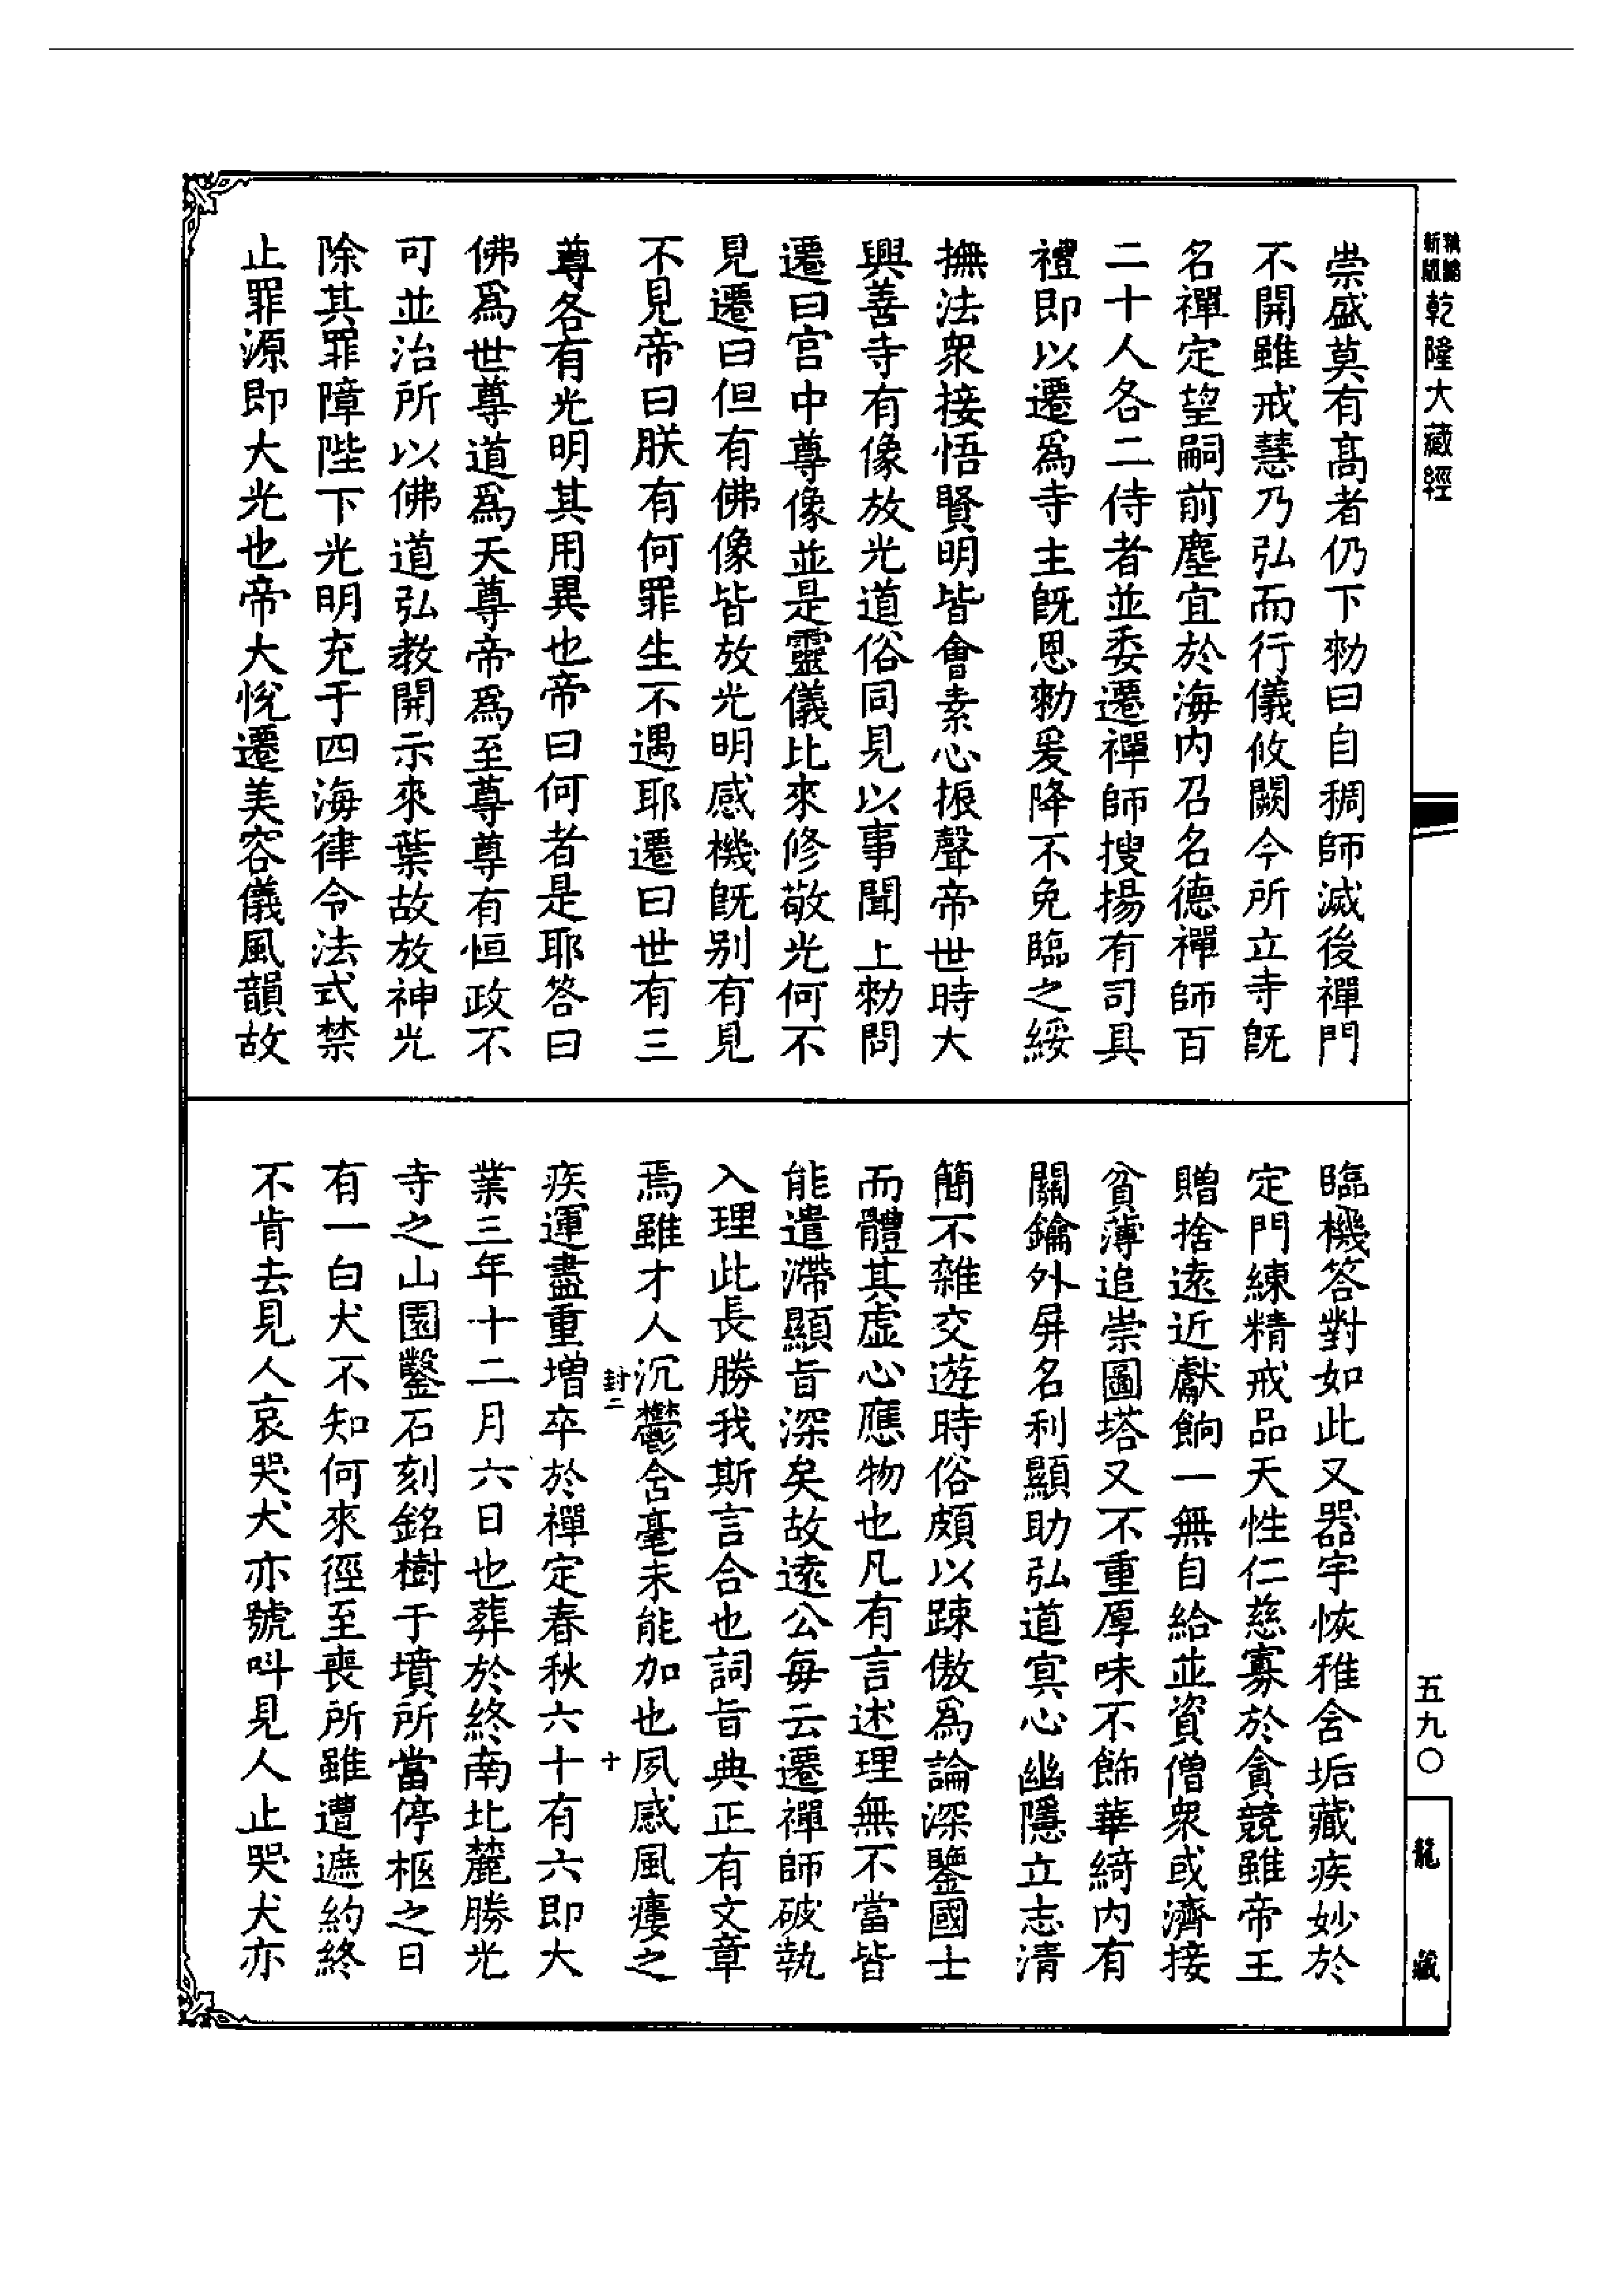 新版
乾隆大藏經
崇盛莫有高者仍下勑曰自稠師滅後禪門
不開雖戒慧乃弘而行儀攸闕今所立寺旣
名禪定望嗣前塵宜於海内召名德禪師百
二十人各二侍者並委遷禪師搜揚有司具
禮即以遷爲寺主旣恩勑爰降不免臨之綏
撫法衆接悟賢明皆會素心振聲帝世時大
興善寺有像放光道俗同見以事聞上勑問
遷曰宮中尊像並是靈儀比來修敬光何不
見遷曰但有佛像皆放光明感機旣別有見
不見帝曰朕有何罪生不遇耶遷曰世有三
尊各有光明其用異也帝曰何者是耶答曰
佛爲世尊道爲天尊帝爲至尊尊有恒政不
可並治所以佛道弘教開示來葉故放神光
除其罪障陛下光明充于四海律令法式禁
止罪源即大光也帝大悅遷美容儀風韻故
臨機答對如此又器宇恢雅含垢藏疾妙於
定門練精戒品天性仁慈寡於貪競雖帝王
贈捨遠近獻餉一無自給並資僧衆或濟接
貧薄追崇圖塔又不重厚味不飾華綺内有
關鑰外屏名利顯助弘道冥心幽隱立志清
簡不雜交遊時俗頗以踈傲爲論深鑒國士
而體其虛心應物也凡有言述理無不當皆
能遣滯顯旨深矣故遠公每云遷禪師破執
入理此長勝我斯言合也詞旨典正有文章
焉雖才人沉鬱含毫未能加也夙感風瘻之
封二
十
疾運盡重增卒於禪定春秋六十有六即大
業三年十二月六日也葬於終南北麓勝光
寺之山園鑿石刻銘樹于墳所當停柩之日
有一白犬不知何來徑至喪所雖遭遮約終
不肯去見人哀哭犬亦號叫見人止哭犬亦
五九〇
龍藏